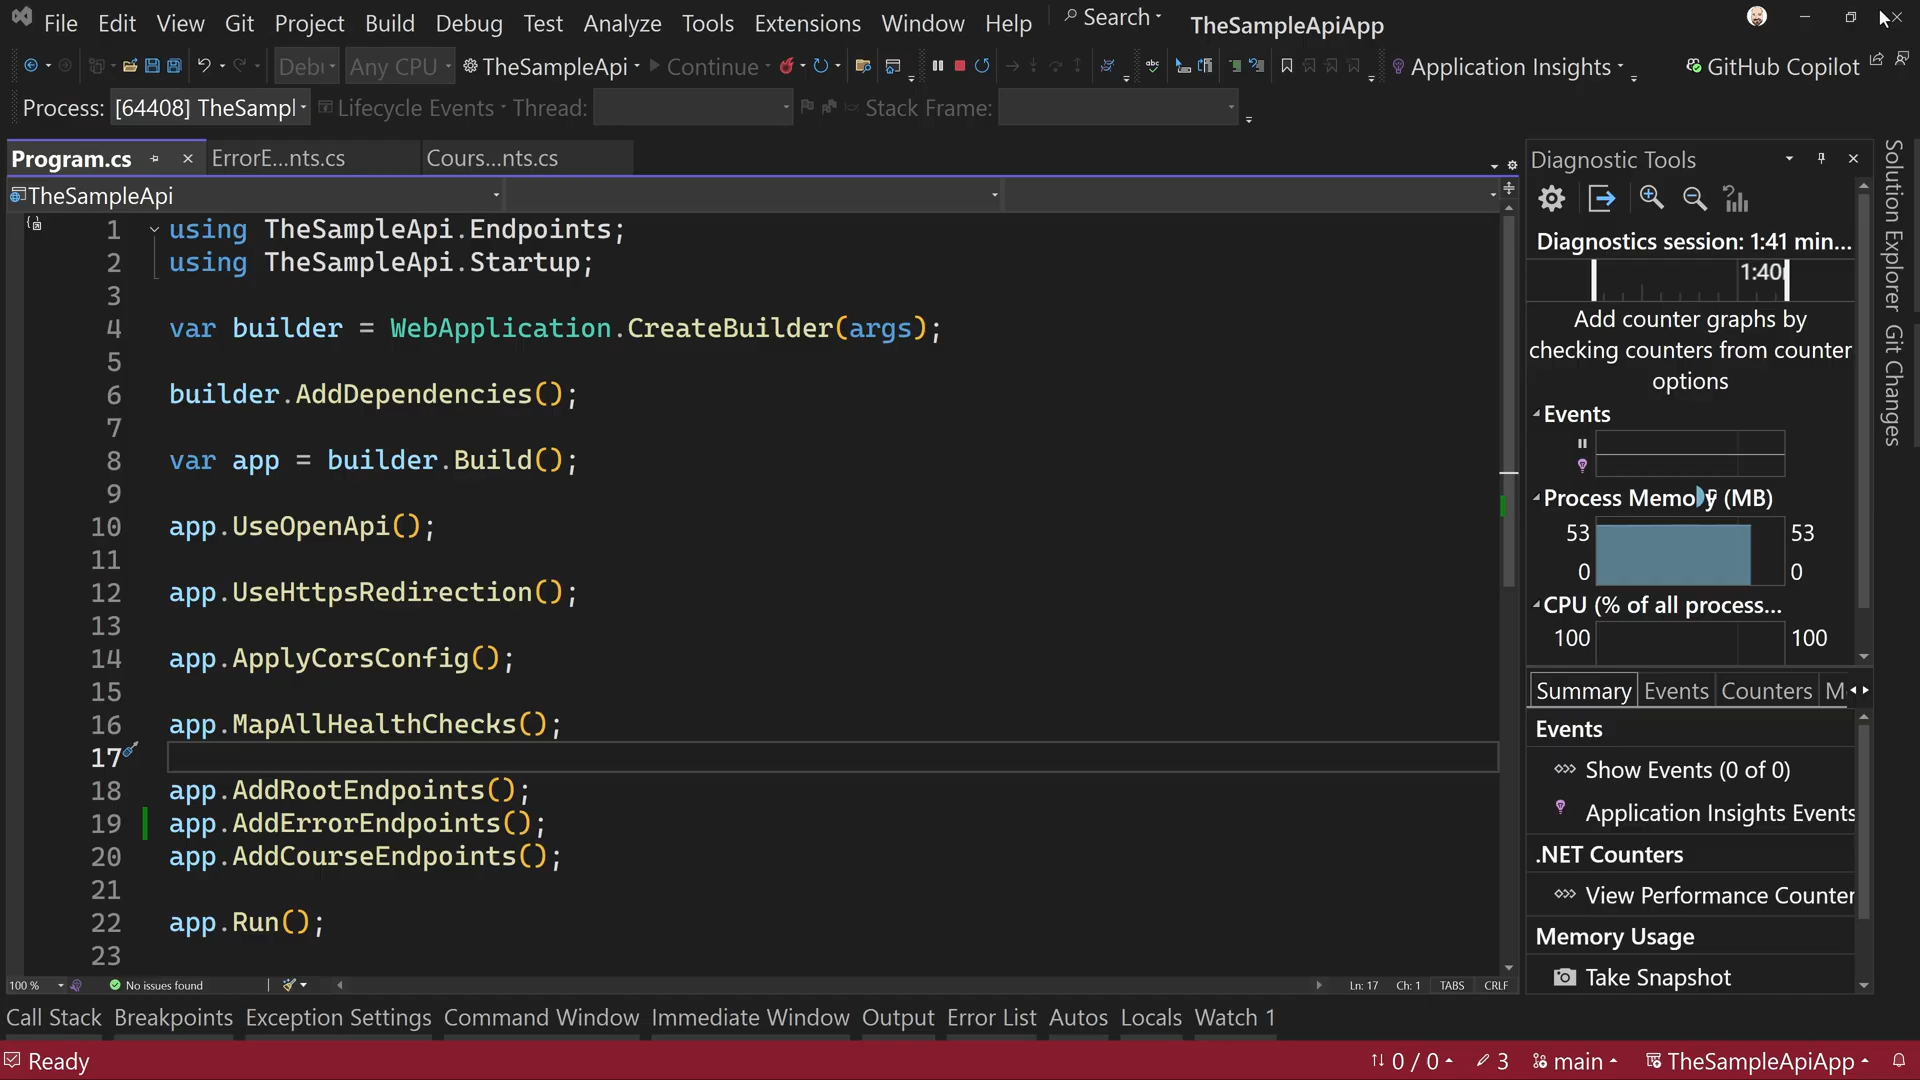 File Edit View Git Project Build Debug Test Analyze Tools Extensions Window Help Search TheSampleApiApp
Any CPU TheSampleApi Continue Application Insights GitHub Copilot
Process: [64408] TheSampl Lifecycle Events Thread: Stack Frame:
Program.cs ErrorE...nts.cs Cours...nts.cs
TheSampleApi
1 using TheSampleApi.Endpoints;
2 using TheSampleApi.Startup;
3
4 var builder = WebApplication.CreateBuilder(args);
5
6 builder.AddDependencies();
7
8 var app = builder.Build();
9
10 app.UseOpenApi();
11
12 app.UseHttpsRedirection();
13
14 app.ApplyCorsConfig();
15
16 app.MapAllHealthChecks();
17
18 app.AddRootEndpoints();
19 app.AddErrorEndpoints();
20 app.AddCourseEndpoints();
21
22 app.Run();
23
100 % No issues found Ln: 17 Ch: 1 TABS CRLF
Diagnostic Tools
Diagnostics session: 1:41 min...
1:40
Add counter graphs by
checking counters from counter
options
Events
Process Memory (MB)
53 53
0 0
CPU (% of all process...
100 100
Summary Events Counters M
Events
Show Events (0 of 0)
Application Insights Events
.NET Counters
View Performance Counter
Memory Usage
Take Snapshot
Solution Explorer
Git Changes
Call Stack Breakpoints Exception Settings Command Window Immediate Window Output Error List Autos Locals Watch 1
Ready 0 / 0 3 main TheSampleApiApp